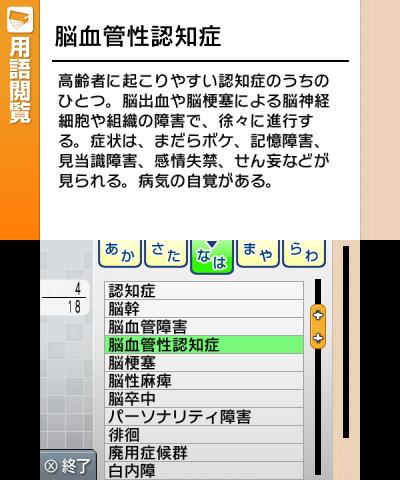 用語閲覧
脳血管性認知症
高齢者に起こりやすい認知症のうちの
ひとつ。脳出血や脳梗塞による脳神経
細胞や組織の障害で、徐々に進行す
る。症状は、まだらボケ、記憶障害、
見当識障害、感情失禁、せん妄などが
見られる。病気の自覚がある。
あか さた なは まや らわ
4
18
認知症
脳幹
脳血管障害
脳血管性認知症
脳梗塞
脳性麻痺
脳卒中
パーソナリティ障害
徘徊
廃用症候群
白内障
Ⓧ終了